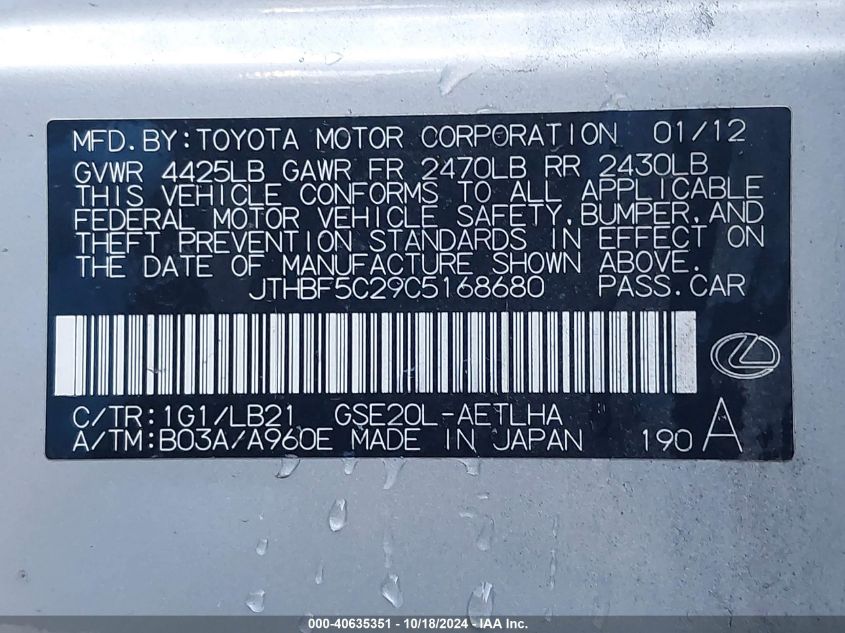 MFD. BY: TOYOTA MOTOR CORPORATION 01/12
GVWR 4425LB GAWR FR 2470LB RR 2430LB
THIS VEHICLE CONFORMS TO ALL APPLICABLE
FEDERAL MOTOR VEHICLE SAFETY, BUMPER, AND
THEFT PREVENTION STANDARDS IN EFFECT ON
THE DATE OF MANUFACTURE SHOWN ABOVE.
JTHBF5C29C5168680 PASS. CAR
C/TR: 1G1/LB21 GSE20L-AETLHA
A/TM: B03A/A960E MADE IN JAPAN 190 A
000-40635351 - 10/18/2024 - IAA Inc.